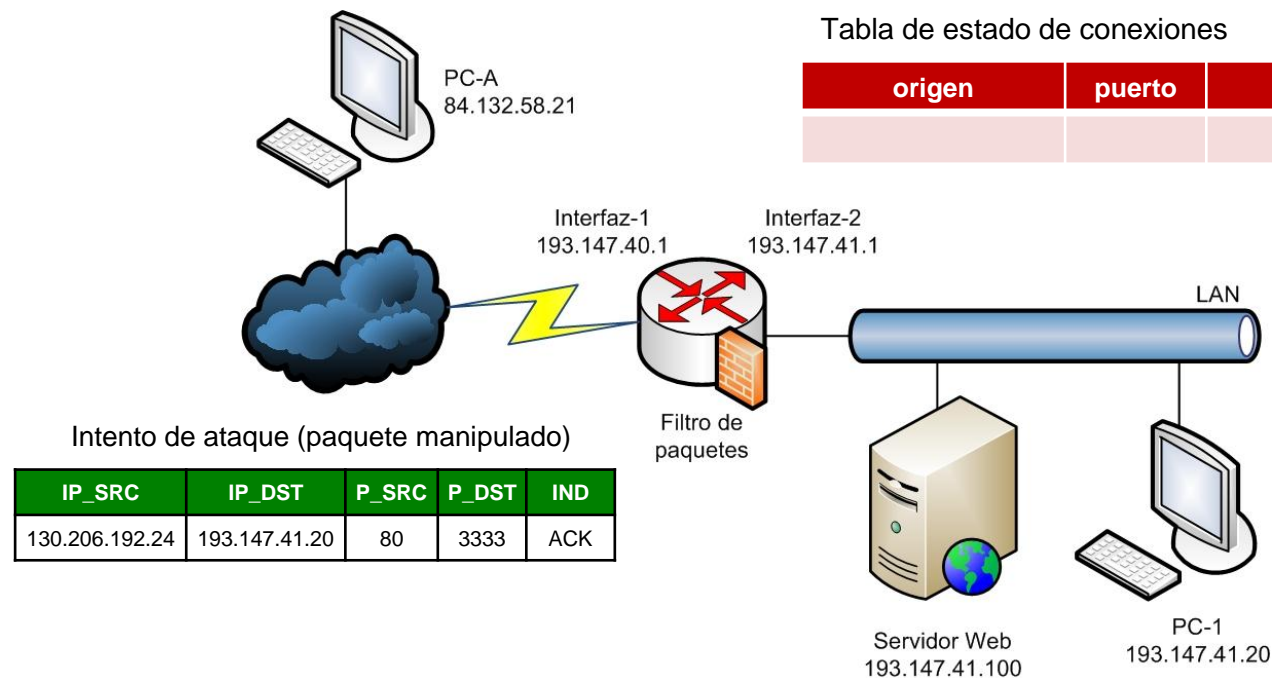 Tabla de estado de conexiones
origen puerto
PC-A
84.132.58.21
Interfaz-1
193.147.40.1
Interfaz-2
193.147.41.1
LAN
Filtro de
paquetes
Intento de ataque (paquete manipulado)
IP_SRC IP_DST P_SRC P_DST IND
130.206.192.24 193.147.41.20 80 3333 ACK
Servidor Web
193.147.41.100
PC-1
193.147.41.20